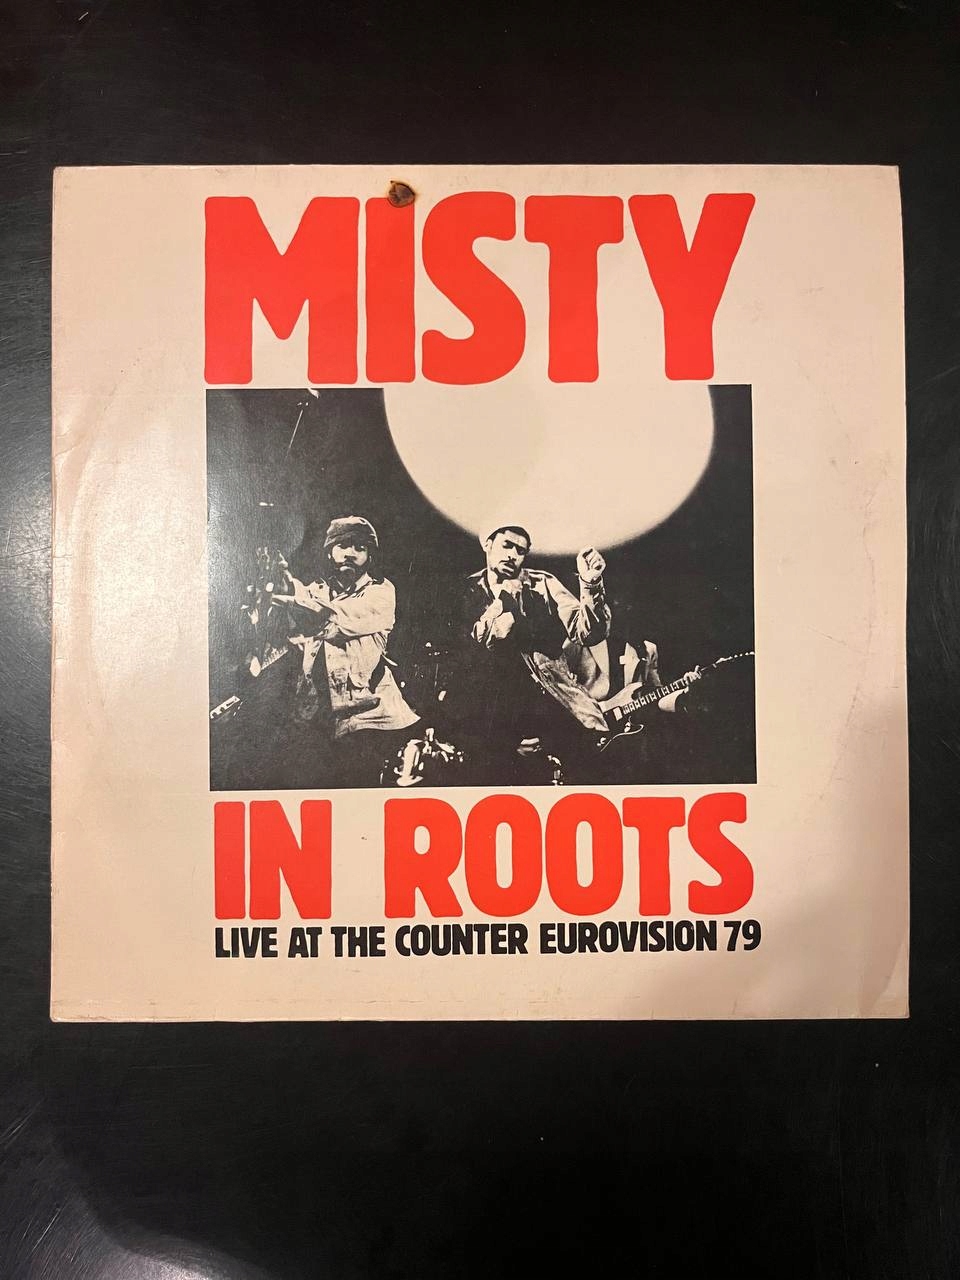 MISTY
IN ROOTS
LIVE AT THE COUNTER EUROVISION 79